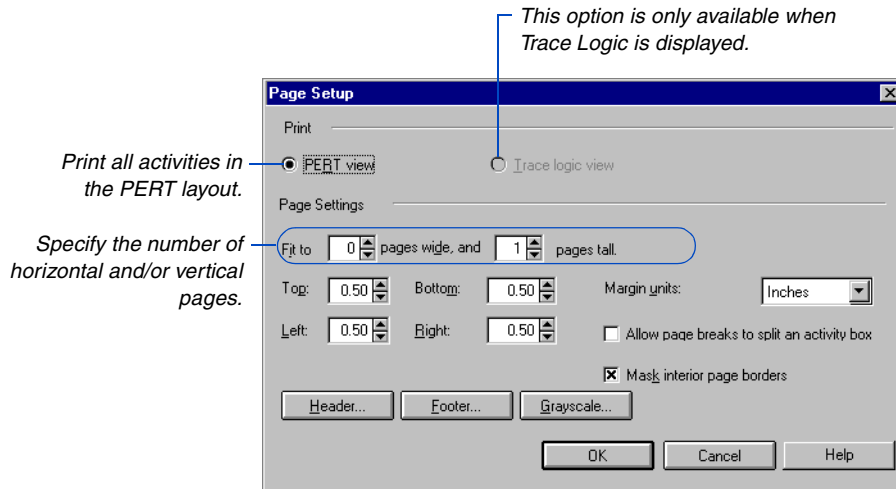 This option is only available when
Trace Logic is displayed.
Page Setup
Print
Print all activities in
the PERT layout.
PERT view
Trace logic view
Page Settings
Specify the number of
horizontal and/or vertical
pages.
Fit to 0 pages wide, and 1 pages tall.
Top: 0.50 Bottom: 0.50 Margin units: Inches
Left: 0.50 Right: 0.50 Allow page breaks to split an activity box
Mask interior page borders
Header... Footer... Grayscale...
OK Cancel Help